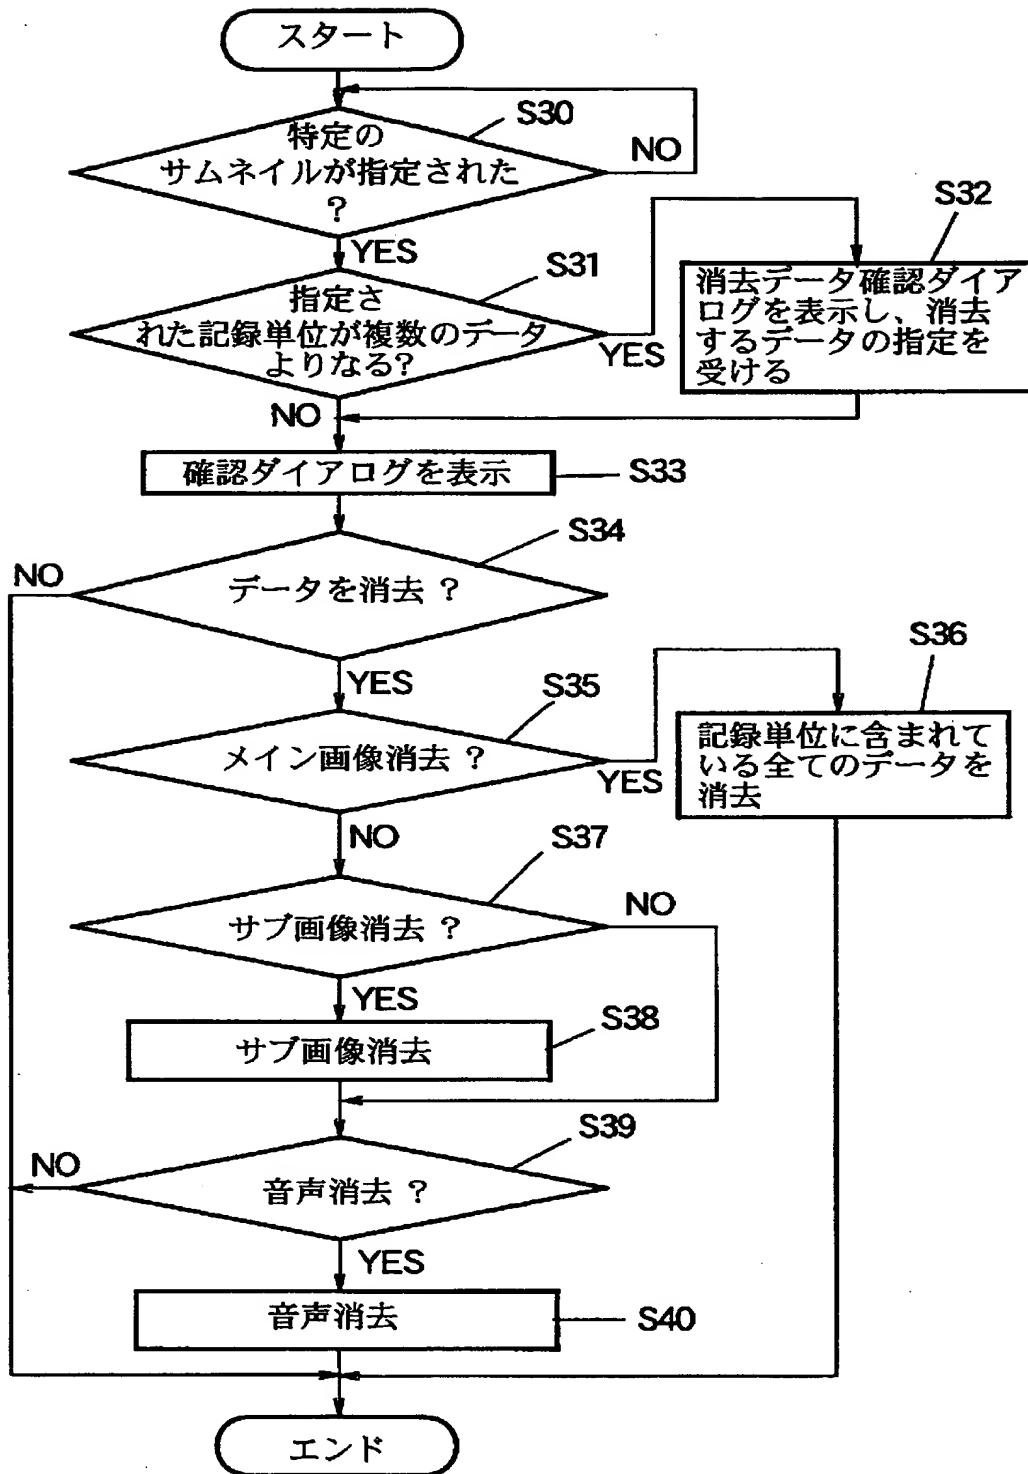 スタート
S30
特定の
サムネイルが指定された
?
NO
YES
S31
指定さ
れた記録単位が複数のデータ
よりなる?
YES
NO
S32
消去データ確認ダイア
ログを表示し、消去
するデータの指定を
受ける
確認ダイアログを表示
S33
S34
データを消去 ?
NO
YES
S35
メイン画像消去 ?
YES
NO
S36
記録単位に含まれて
いる全てのデータを
消去
S37
サブ画像消去 ?
NO
YES
S38
サブ画像消去
S39
音声消去 ?
NO
YES
音声消去
S40
エンド